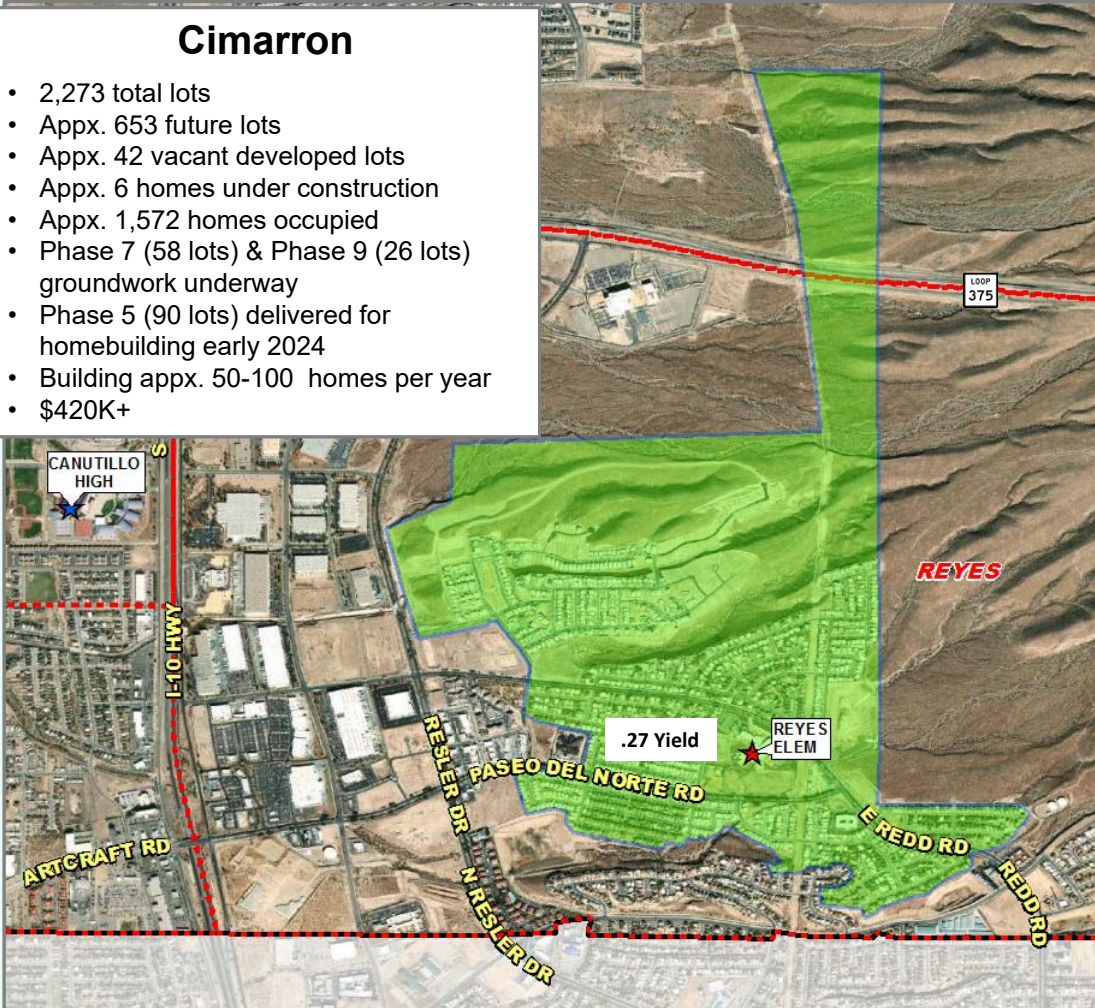 Cimarron
• 2,273 total lots
• Appx. 653 future lots
• Appx. 42 vacant developed lots
• Appx. 6 homes under construction
• Appx. 1,572 homes occupied
• Phase 7 (58 lots) & Phase 9 (26 lots)
groundwork underway
• Phase 5 (90 lots) delivered for
homebuilding early 2024
• Building appx. 50-100 homes per year
• $420K+
LOOP
375
S
CANUTILLO
HIGH
REYES
I-10 HWY
.27 Yield
REYES
ELEM
RESLER DR
PASEO DEL NORTE RD
E REDD RD
ARTCRAFT RD
N RESLER DR
REDD RD